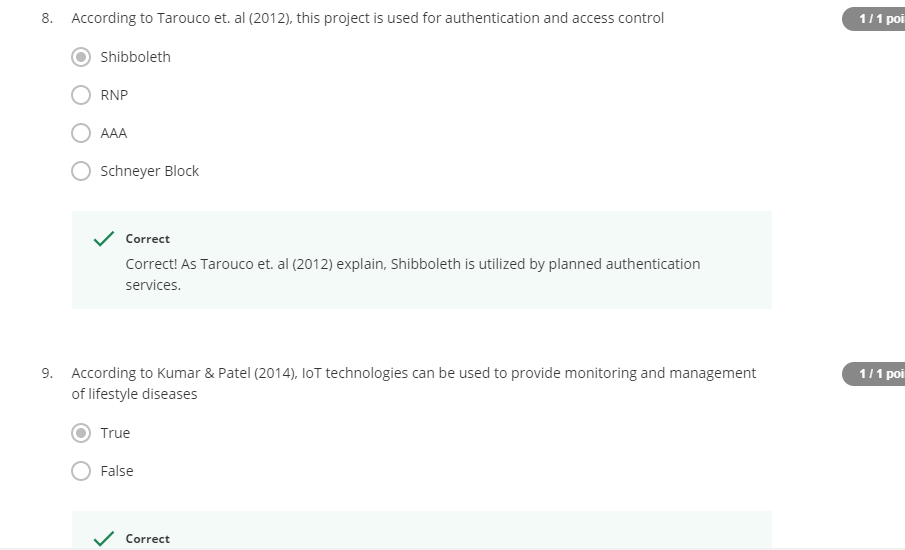 8. According to Tarouco et. al (2012), this project is used for authentication and access control
1 / 1 poi
Shibboleth
RNP
AAA
Schneyer Block
Correct
Correct! As Tarouco et. al (2012) explain, Shibboleth is utilized by planned authentication
services.
9. According to Kumar & Patel (2014), IoT technologies can be used to provide monitoring and management
of lifestyle diseases
1 / 1 poi
True
False
Correct